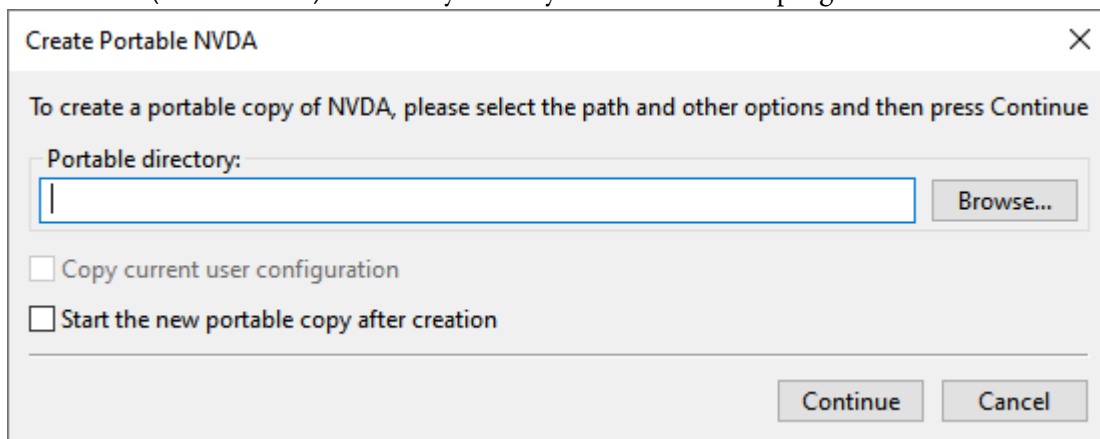 Create Portable NVDA
To create a portable copy of NVDA, please select the path and other options and then press Continue
Portable directory:
Browse...
Copy current user configuration
Start the new portable copy after creation
Continue
Cancel